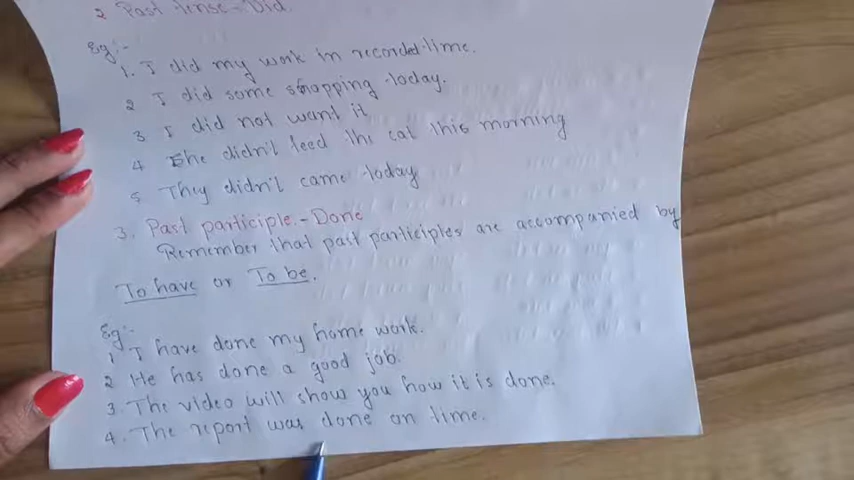 2 Past tense - Did.
Eg:-
1. I did my work in recorded time.
2 I did some shopping today.
3 I did not want it
4 She didn't feed the cat this morning
5 They didn't came today
3. Past participle. - Done
Remember that past participles are accompanied by
To have or To be.
Eg:-
1 I have done my home work.
2 He has done a good job.
3. The video will show you how it is done.
4. The report was done on time.